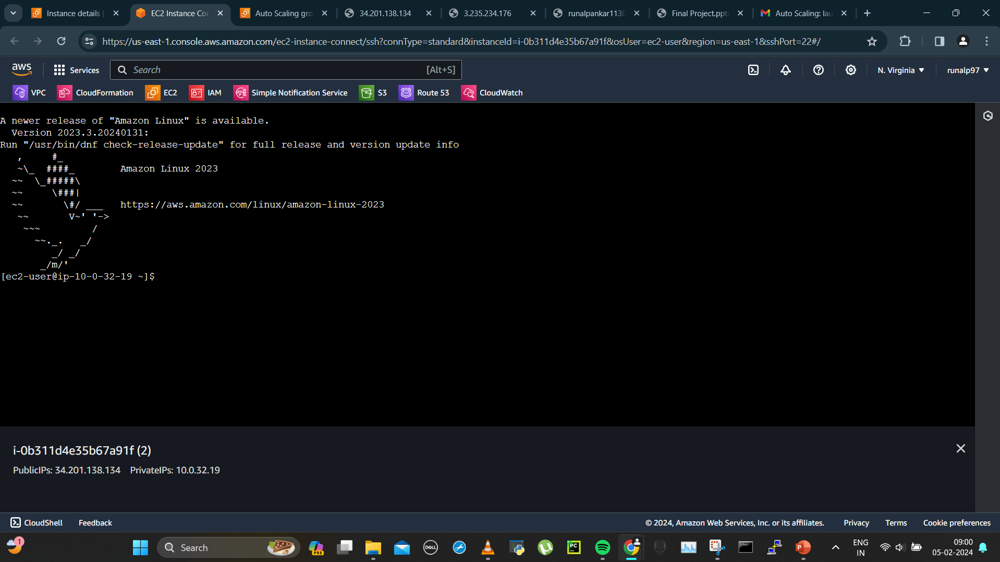 Instance details |
EC2 Instance Con
Auto Scaling gro
34.201.138.134
3.235.234.176
runalpankar1130
Final Project.ppt
Auto Scaling: lau
https://us-east-1.console.aws.amazon.com/ec2-instance-connect/ssh?connType=standard&instanceId=i-0b311d4e35b67a91f&osUser=ec2-user&region=us-east-1&sshPort=22#/
aws
Services
Search
[Alt+S]
N. Virginia ▼
runalp97 ▼
VPC
CloudFormation
EC2
IAM
Simple Notification Service
S3
Route 53
CloudWatch
A newer release of "Amazon Linux" is available.
  Version 2023.3.20240131:
Run "/usr/bin/dnf check-release-update" for full release and version update info
   ,     #_
   ~\_  ####_        Amazon Linux 2023
  ~~  \_#####\
  ~~     \###|
  ~~       \#/ ___   https://aws.amazon.com/linux/amazon-linux-2023
   ~~       V~' '->
    ~~~         /
      ~~._.   _/
         _/ _/
       _/m/'
[ec2-user@ip-10-0-32-19 ~]$
i-0b311d4e35b67a91f (2)
PublicIPs: 34.201.138.134    PrivateIPs: 10.0.32.19
CloudShell
Feedback
© 2024, Amazon Web Services, Inc. or its affiliates.
Privacy
Terms
Cookie preferences
1
Search
PRE
DELL
PC
P
ENG
IN
09:00
05-02-2024